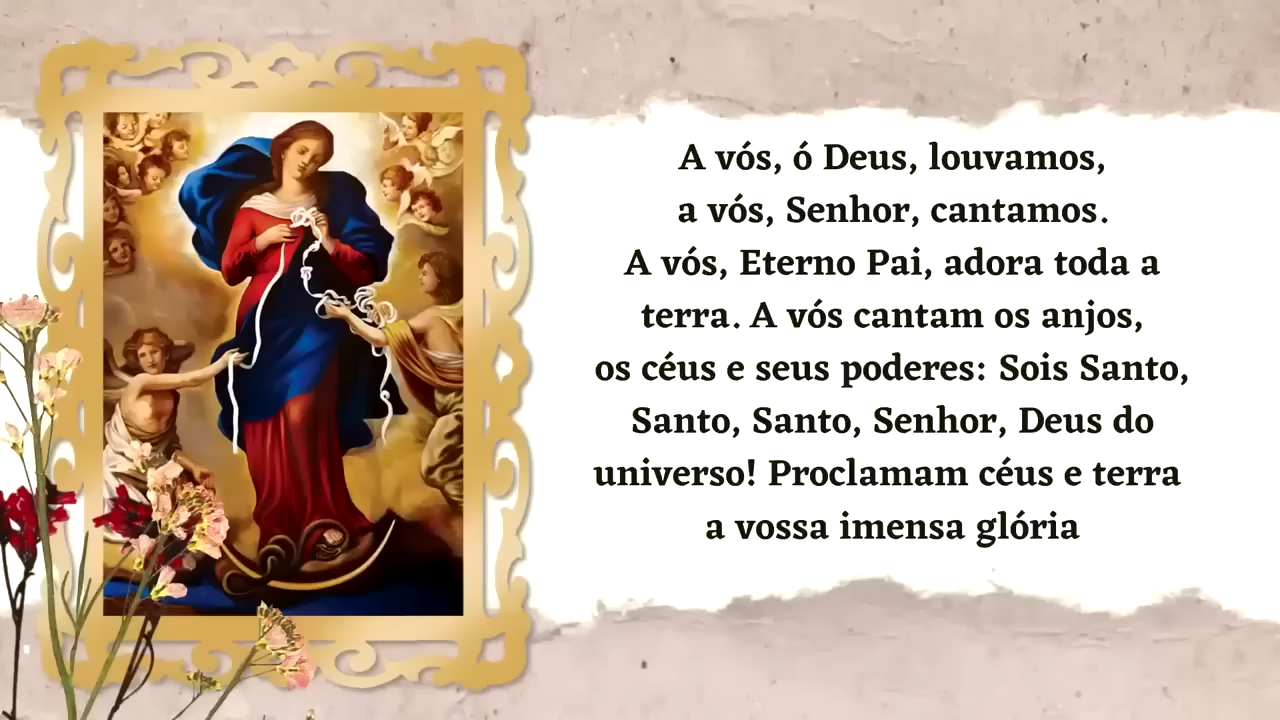 A vós, ó Deus, louvamos,
a vós, Senhor, cantamos.
A vós, Eterno Pai, adora toda a
terra. A vós cantam os anjos,
os céus e seus poderes: Sois Santo,
Santo, Santo, Senhor, Deus do
universo! Proclamam céus e terra
a vossa imensa glória